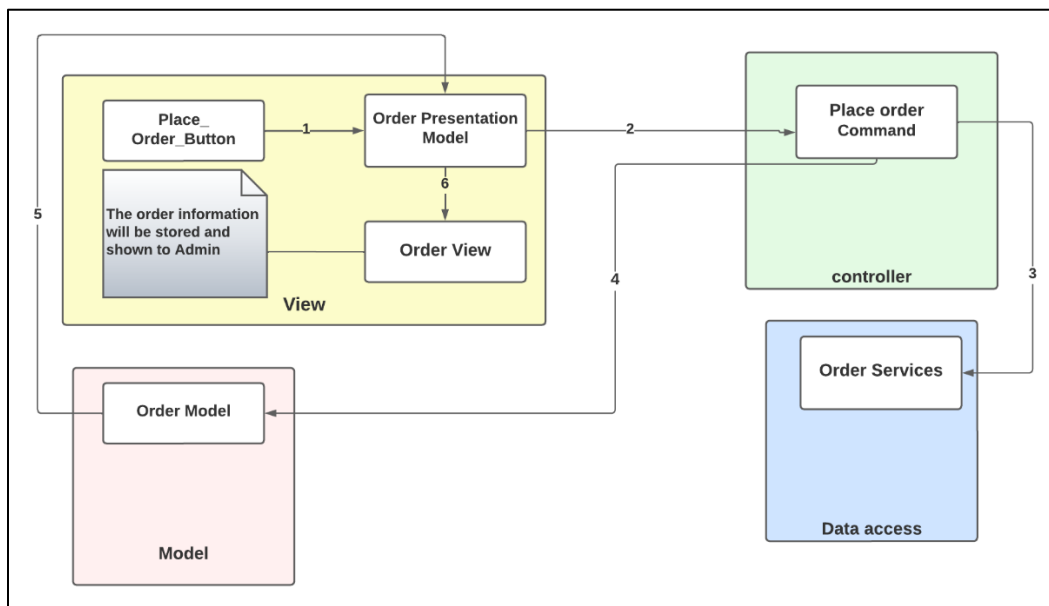 Place_
Order_Button
1
Order Presentation
Model
2
Place order
Command
6
The order information
will be stored and
shown to Admin
5
Order View
4
3
controller
View
Order Services
Order Model
Data access
Model